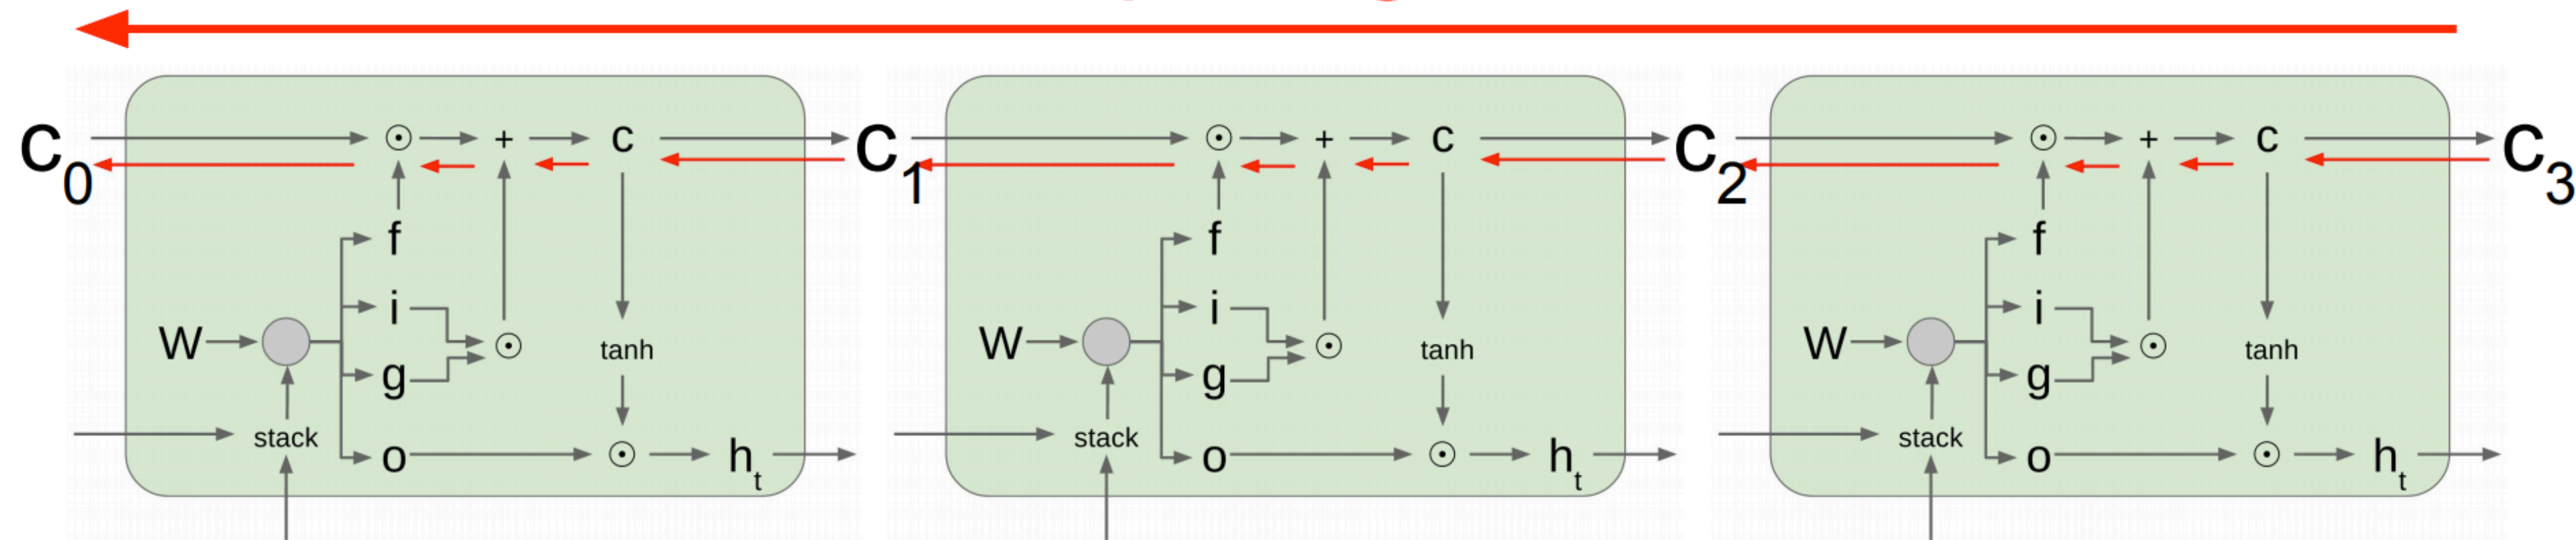 c0 ⊙ + c c1 ⊙ + c c2 ⊙ + c c3
f f f
i i i
W ⊙ tanh W ⊙ tanh W ⊙ tanh
g g g
stack stack stack
o ⊙ ht o ⊙ ht o ⊙ ht